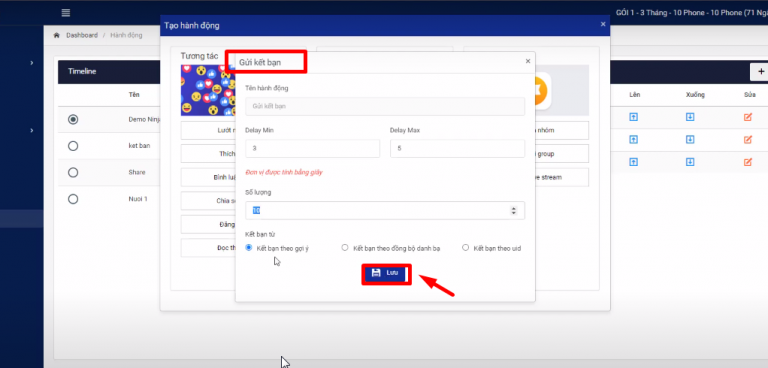 GÓI 1 - 3 Tháng - 10 Phone - 10 Phone (71 Ngà
Tạo hành động
×
Dashboard / Hành động
Tương tác
Gửi kết bạn
×
Timeline
+
Tên hành động
Tên
Lên
Xuống
Sửa
Gửi kết bạn
Demo Ninj
Lướt
nhóm
Delay Min
Delay Max
ket ban
Thích
3
5
group
Share
Bình luậ
Đơn vị được tính bằng giây
e stream
Số lượng
Nuoi 1
Chia s
10
Đăng
Kết bạn từ
Đọc th
Kết bạn theo gợi ý
Kết bạn theo đồng bộ danh bạ
Kết bạn theo uid
Lưu